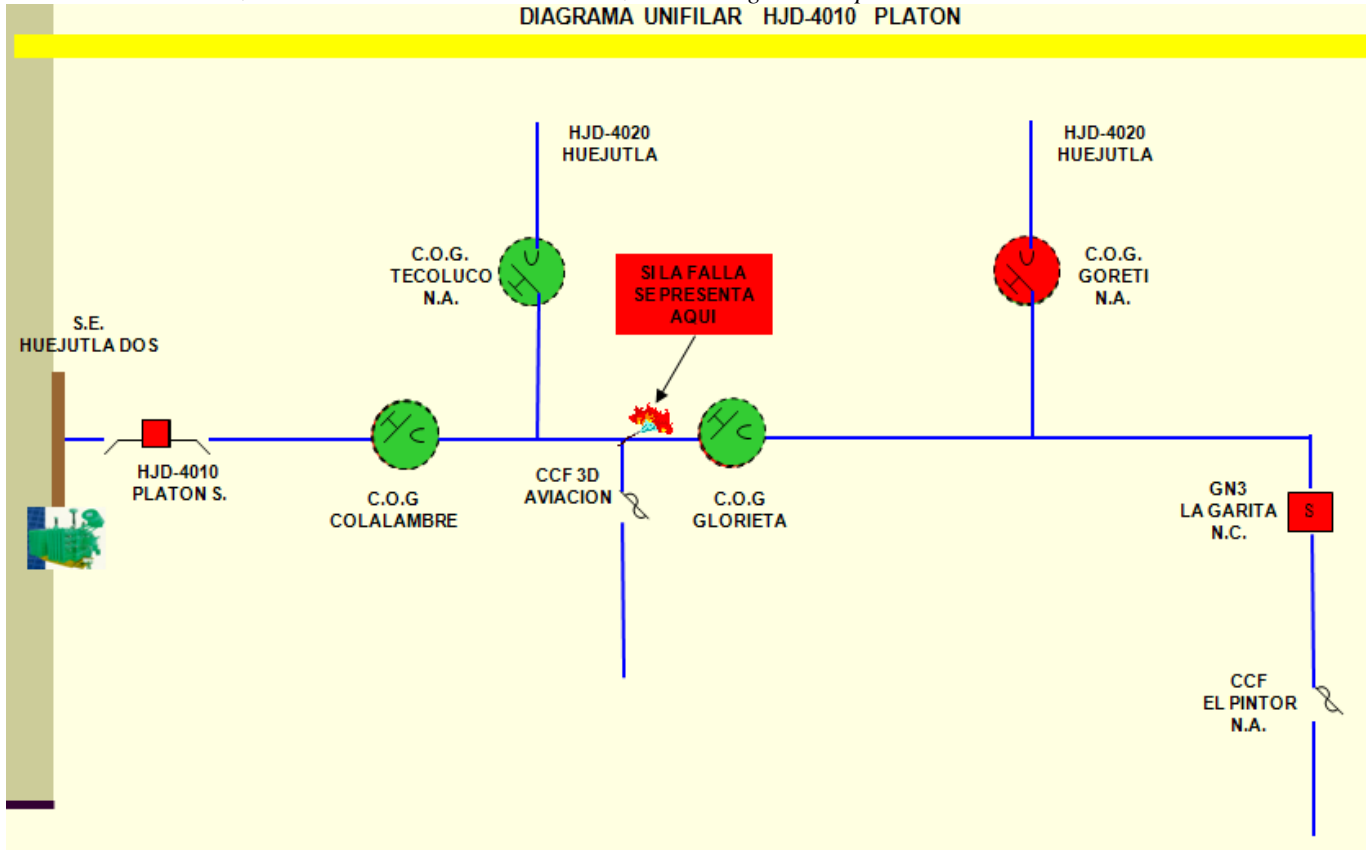 DIAGRAMA UNIFILAR HJD-4010 PLATON
HJD-4020
HUEJUTLA
HJD-4020
HUEJUTLA
C.O.G.
TECOLUCO
N.A.
SI LA FALLA
SE PRESENTA
AQUI
C.O.G.
GORETI
N.A.
S.E.
HUEJUTLA DOS
HJD-4010
PLATON S.
C.O.G
COLALAMBRE
CCF 3D
AVIACION
C.O.G
GLORIETA
GN3
LA GARITA
N.C.
S
CCF
EL PINTOR
N.A.